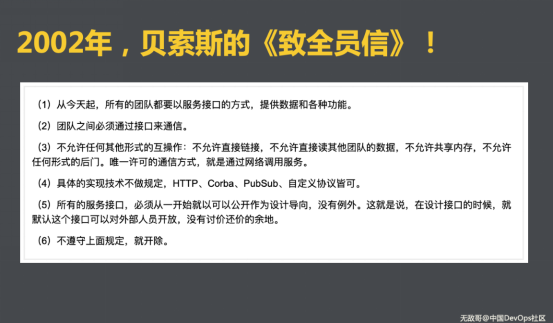 2002年，贝索斯的《致全员信》！
（1）从今天起，所有的团队都要以服务接口的方式，提供数据和各种功能。
（2）团队之间必须通过接口来通信。
（3）不允许任何其他形式的互操作：不允许直接链接，不允许直接读其他团队的数据，不允许共享内存，不允许
任何形式的后门。唯一许可的通信方式，就是通过网络调用服务。
（4）具体的实现技术不做规定，HTTP、Corba、PubSub、自定义协议皆可。
（5）所有的服务接口，必须从一开始就以可以公开作为设计导向，没有例外。这就是说，在设计接口的时候，就
默认这个接口可以对外部人员开放，没有讨价还价的余地。
（6）不遵守上面规定，就开除。
无敌哥@中国DevOps社区